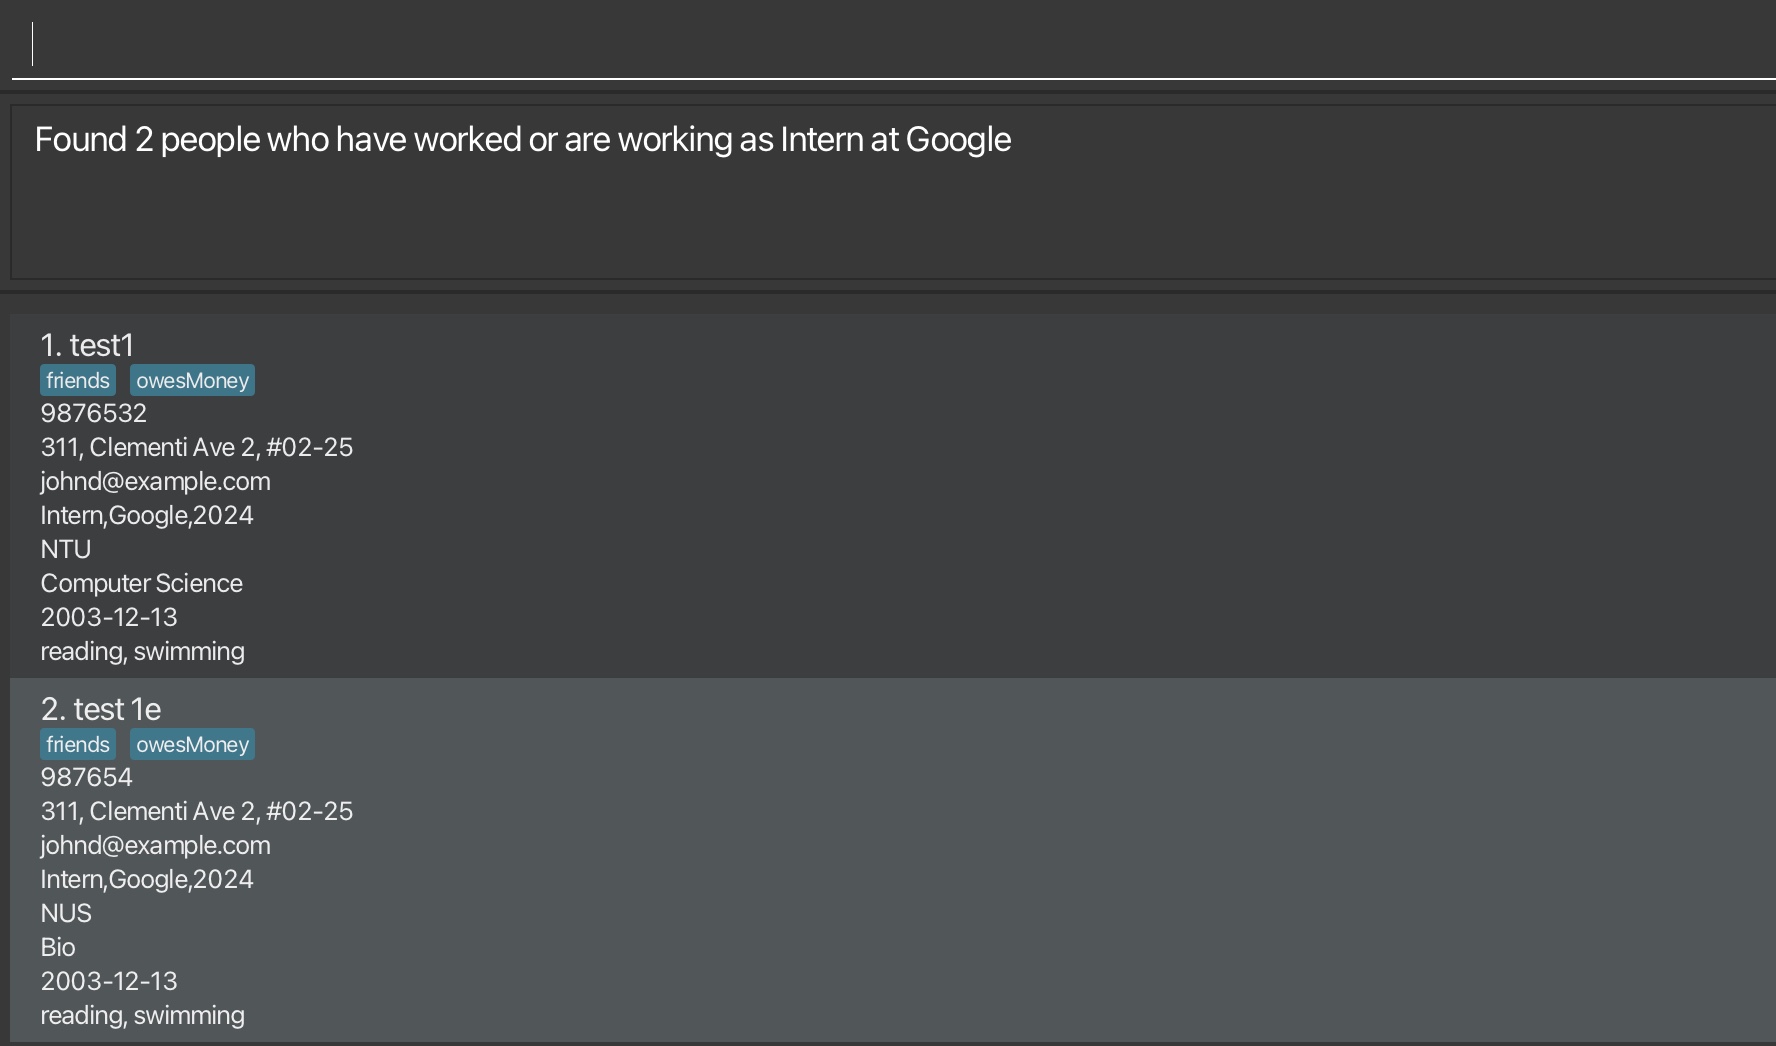 Found 2 people who have worked or are working as Intern at Google
1. test1
friends owesMoney
9876532
311, Clementi Ave 2, #02-25
johnd@example.com
Intern,Google,2024
NTU
Computer Science
2003-12-13
reading, swimming
2. test 1e
friends owesMoney
987654
311, Clementi Ave 2, #02-25
johnd@example.com
Intern,Google,2024
NUS
Bio
2003-12-13
reading, swimming